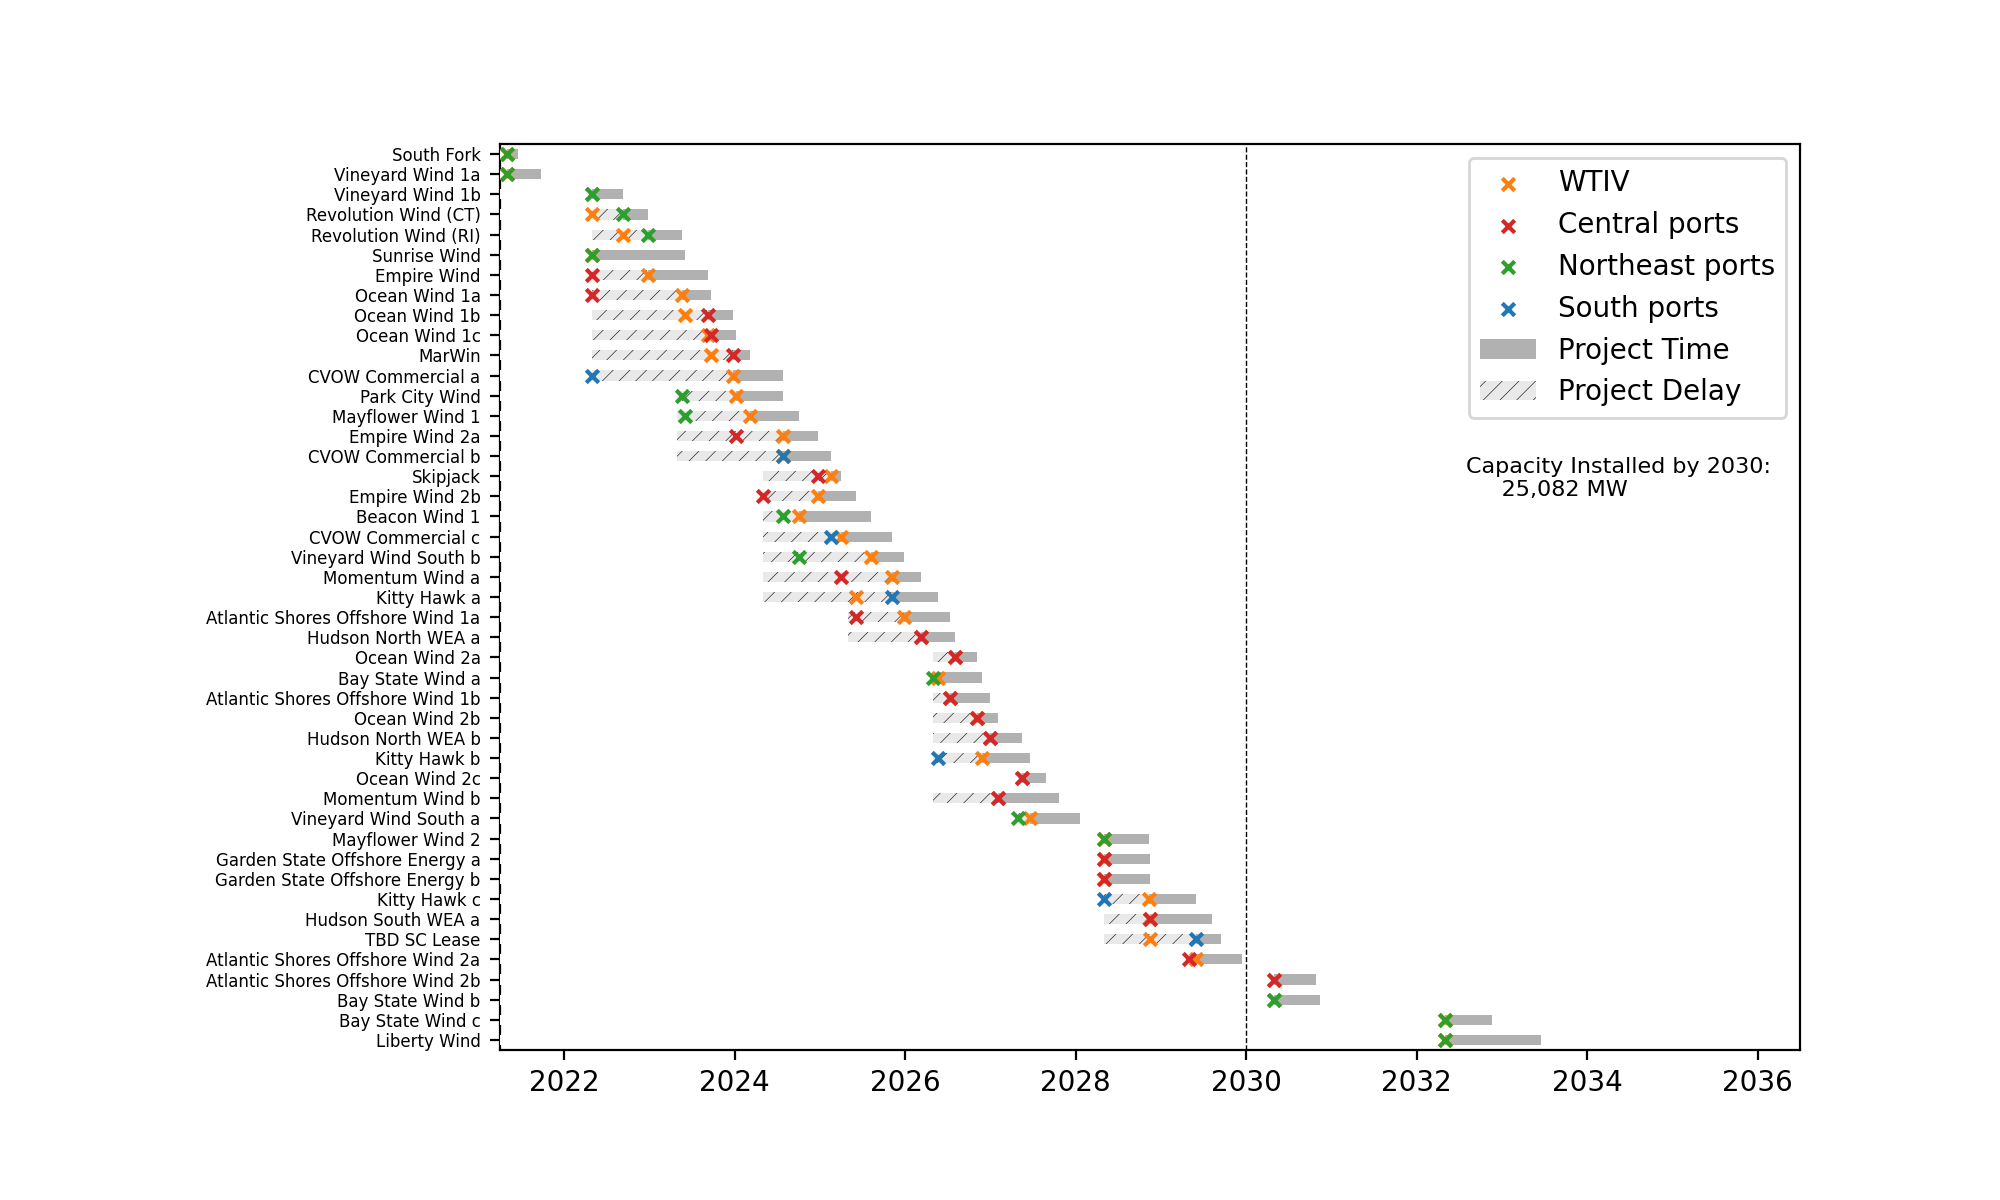 South Fork
Vineyard Wind 1a
Vineyard Wind 1b
Revolution Wind (CT)
Revolution Wind (RI)
Sunrise Wind
Empire Wind
Ocean Wind 1a
Ocean Wind 1b
Ocean Wind 1c
MarWin
CVOW Commercial a
Park City Wind
Mayflower Wind 1
Empire Wind 2a
CVOW Commercial b
Skipjack
Empire Wind 2b
Beacon Wind 1
CVOW Commercial c
Vineyard Wind South b
Momentum Wind a
Kitty Hawk a
Atlantic Shores Offshore Wind 1a
Hudson North WEA a
Ocean Wind 2a
Bay State Wind a
Atlantic Shores Offshore Wind 1b
Ocean Wind 2b
Hudson North WEA b
Kitty Hawk b
Ocean Wind 2c
Momentum Wind b
Vineyard Wind South a
Mayflower Wind 2
Garden State Offshore Energy a
Garden State Offshore Energy b
Kitty Hawk c
Hudson South WEA a
TBD SC Lease
Atlantic Shores Offshore Wind 2a
Atlantic Shores Offshore Wind 2b
Bay State Wind b
Bay State Wind c
Liberty Wind
WTIV
Central ports
Northeast ports
South ports
Project Time
Project Delay
Capacity Installed by 2030:
25,082 MW
2022 2024 2026 2028 2030 2032 2034 2036